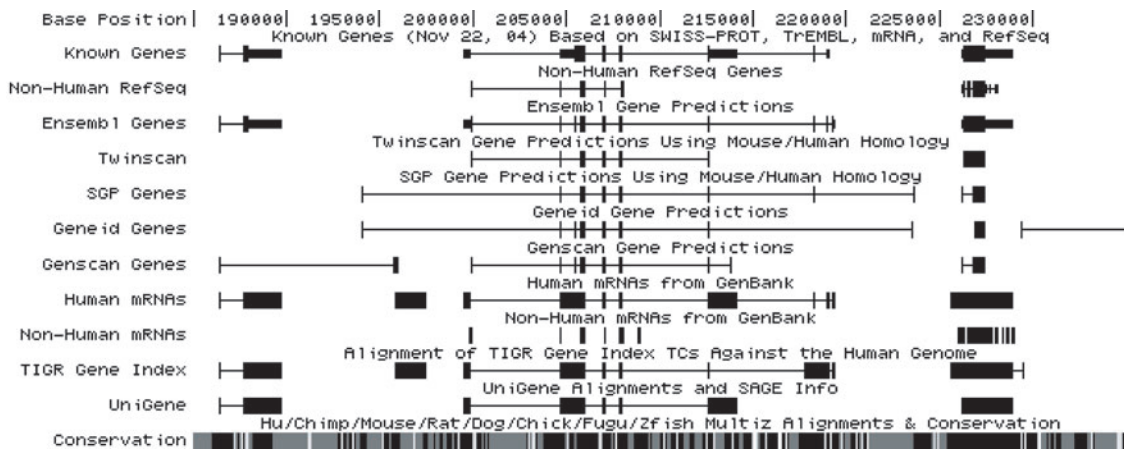 Base Position | 190000| 195000| 200000| 205000| 210000| 215000| 220000| 225000| 230000|
Known Genes (Nov 22, 04) Based on SWISS-PROT, TrEMBL, mRNA, and RefSeq
Known Genes
Non-Human RefSeq Genes
Non-Human RefSeq
Ensembl Gene Predictions
Ensembl Genes
Twinscan Gene Predictions Using Mouse/Human Homology
Twinscan
SGP Gene Predictions Using Mouse/Human Homology
SGP Genes
Geneid Gene Predictions
Geneid Genes
Genscan Gene Predictions
Genscan Genes
Human mRNAs from GenBank
Human mRNAs
Non-Human mRNAs from GenBank
Non-Human mRNAs
Alignment of TIGR Gene Index TCs Against the Human Genome
TIGR Gene Index
UniGene Alignments and SAGE Info
UniGene
Hu/Chimp/Mouse/Rat/Dog/Chick/Fugu/Zfish Multiz Alignments & Conservation
Conservation